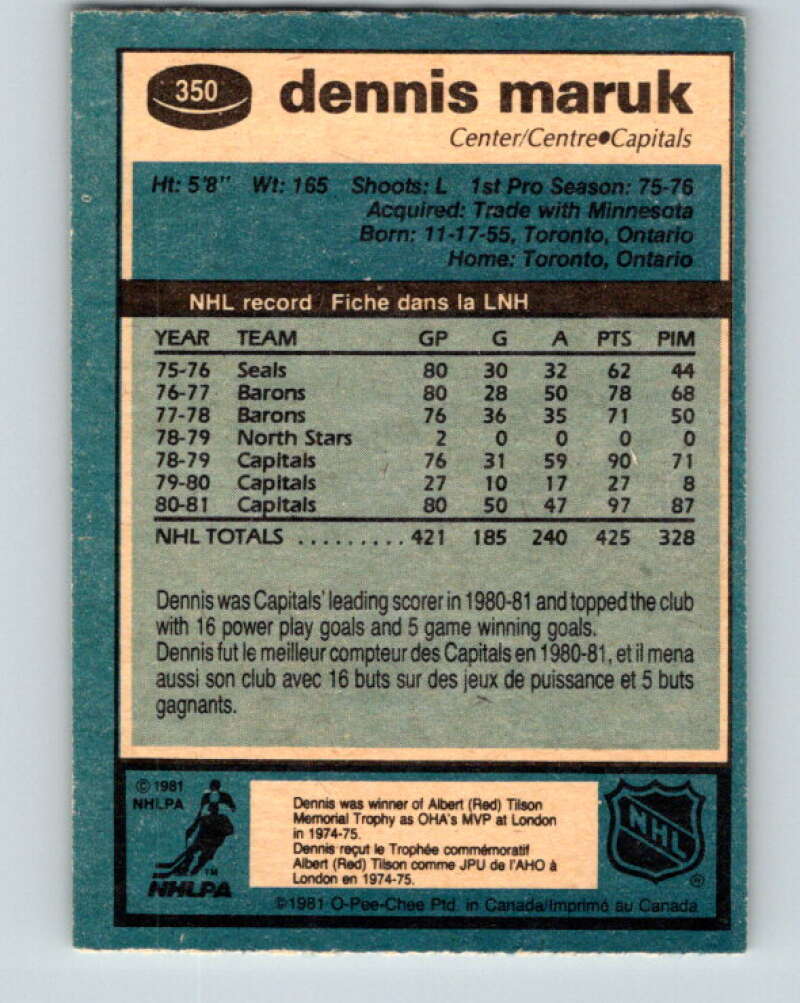 350 dennis maruk
Center/Centre•Capitals
Ht: 5'8" Wt: 165 Shoots: L 1st Pro Season: 75-76
Acquired: Trade with Minnesota
Born: 11-17-55, Toronto, Ontario
Home: Toronto, Ontario
NHL record Fiche dans la LNH
YEAR TEAM GP G A PTS PIM
75-76 Seals 80 30 32 62 44
76-77 Barons 80 28 50 78 68
77-78 Barons 76 36 35 71 50
78-79 North Stars 2 0 0 0 0
78-79 Capitals 76 31 59 90 71
79-80 Capitals 27 10 17 27 8
80-81 Capitals 80 50 47 97 87
NHL TOTALS ......... 421 185 240 425 328
Dennis was Capitals' leading scorer in 1980-81 and topped the club
with 16 power play goals and 5 game winning goals.
Dennis fut le meilleur compteur des Capitals en 1980-81, et il mena
aussi son club avec 16 buts sur des jeux de puissance et 5 buts
gagnants.
© 1981
NHLPA
TM
NHLPA
Dennis was winner of Albert (Red) Tilson
Memorial Trophy as OHA's MVP at London
in 1974-75.
Dennis reçut le Trophée commémoratif
Albert (Red) Tilson comme JPU de l'AHO à
London en 1974-75.
NHL
®
©1981 O-Pee-Chee Ptd. in Canada/Imprimé au Canada